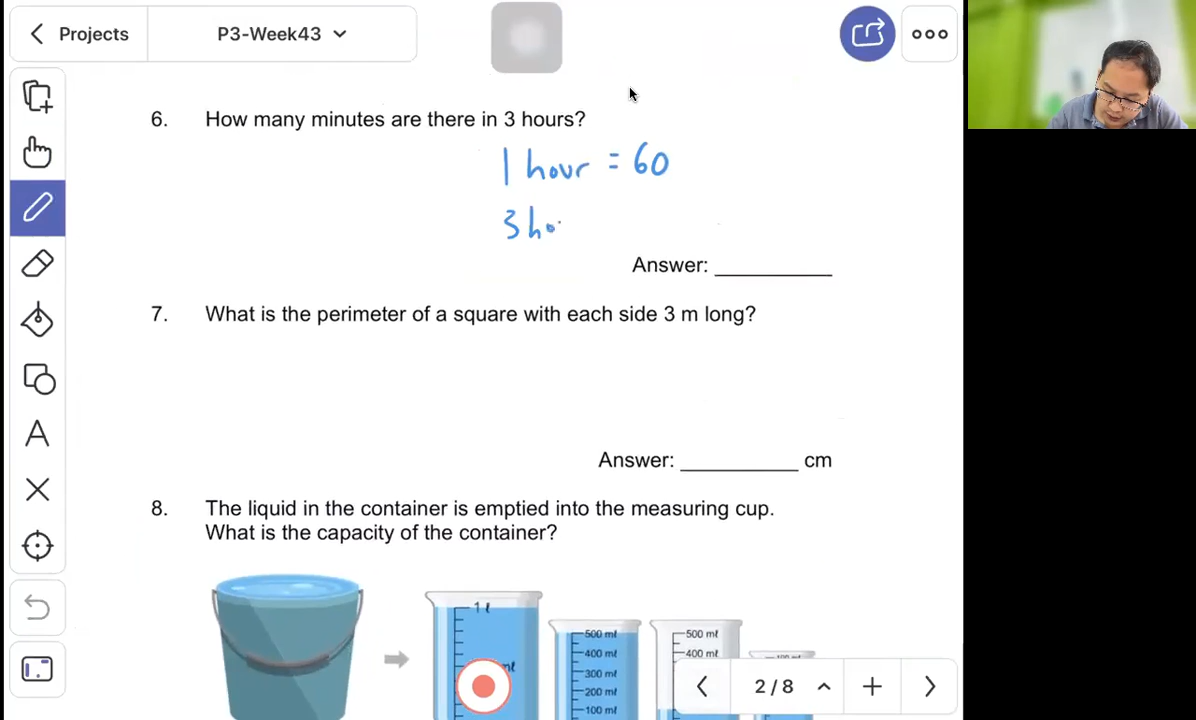 Projects
P3-Week43
6. How many minutes are there in 3 hours?
1 hour = 60
3 ho
Answer:
7. What is the perimeter of a square with each side 3 m long?
Answer: cm
8. The liquid in the container is emptied into the measuring cup.
What is the capacity of the container?
1 ℓ
500 mℓ
400 mℓ
300 mℓ
200 mℓ
100 mℓ
500 mℓ
400 mℓ
2 / 8